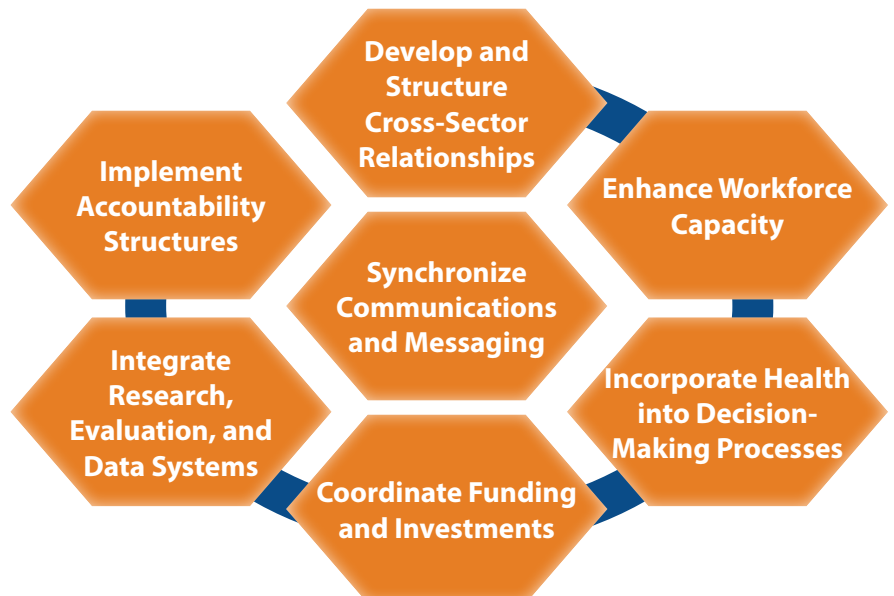 Develop and
Structure
Cross-Sector
Relationships
Implement
Accountability
Structures
Enhance Workforce
Capacity
Synchronize
Communications
and Messaging
Integrate
Research,
Evaluation, and
Data Systems
Incorporate Health
into Decision-
Making Processes
Coordinate Funding
and Investments